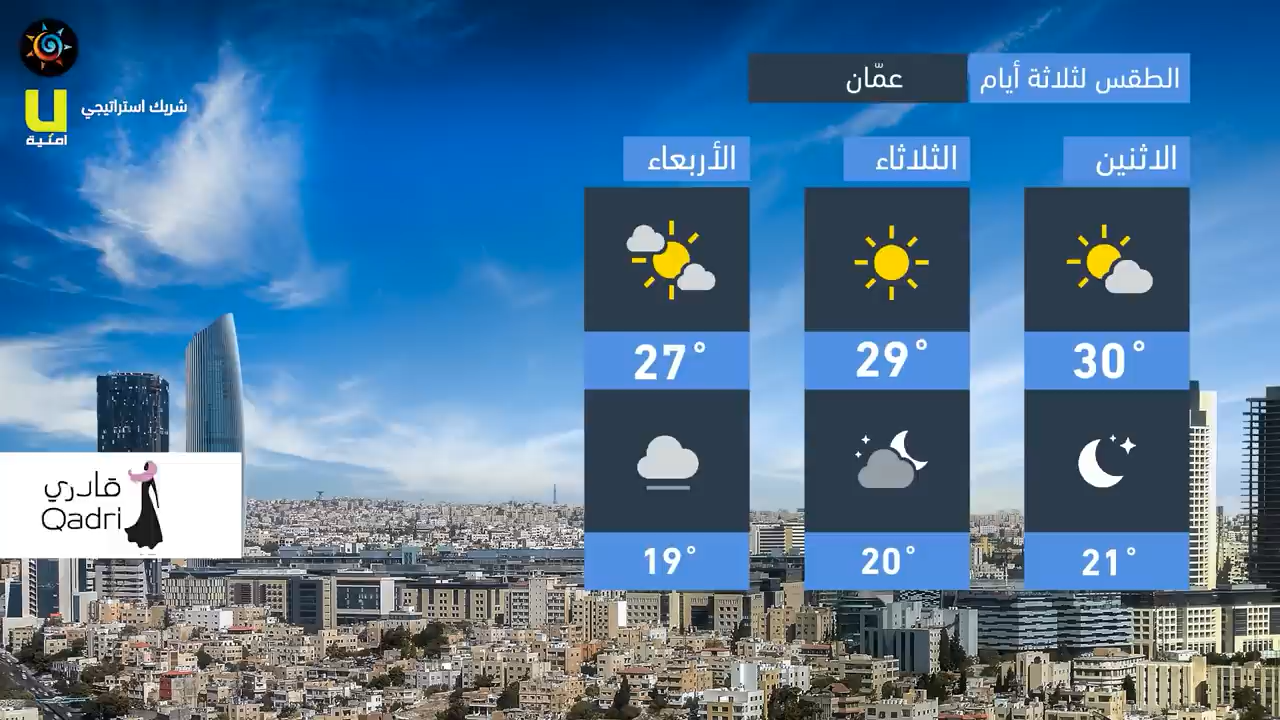 الطقس لثلاثة أيام
عمّان
شريك استراتيجي
U
أمنية
الاثنين
الثلاثاء
الأربعاء
30°
29°
27°
21°
20°
19°
قادري
Qadri